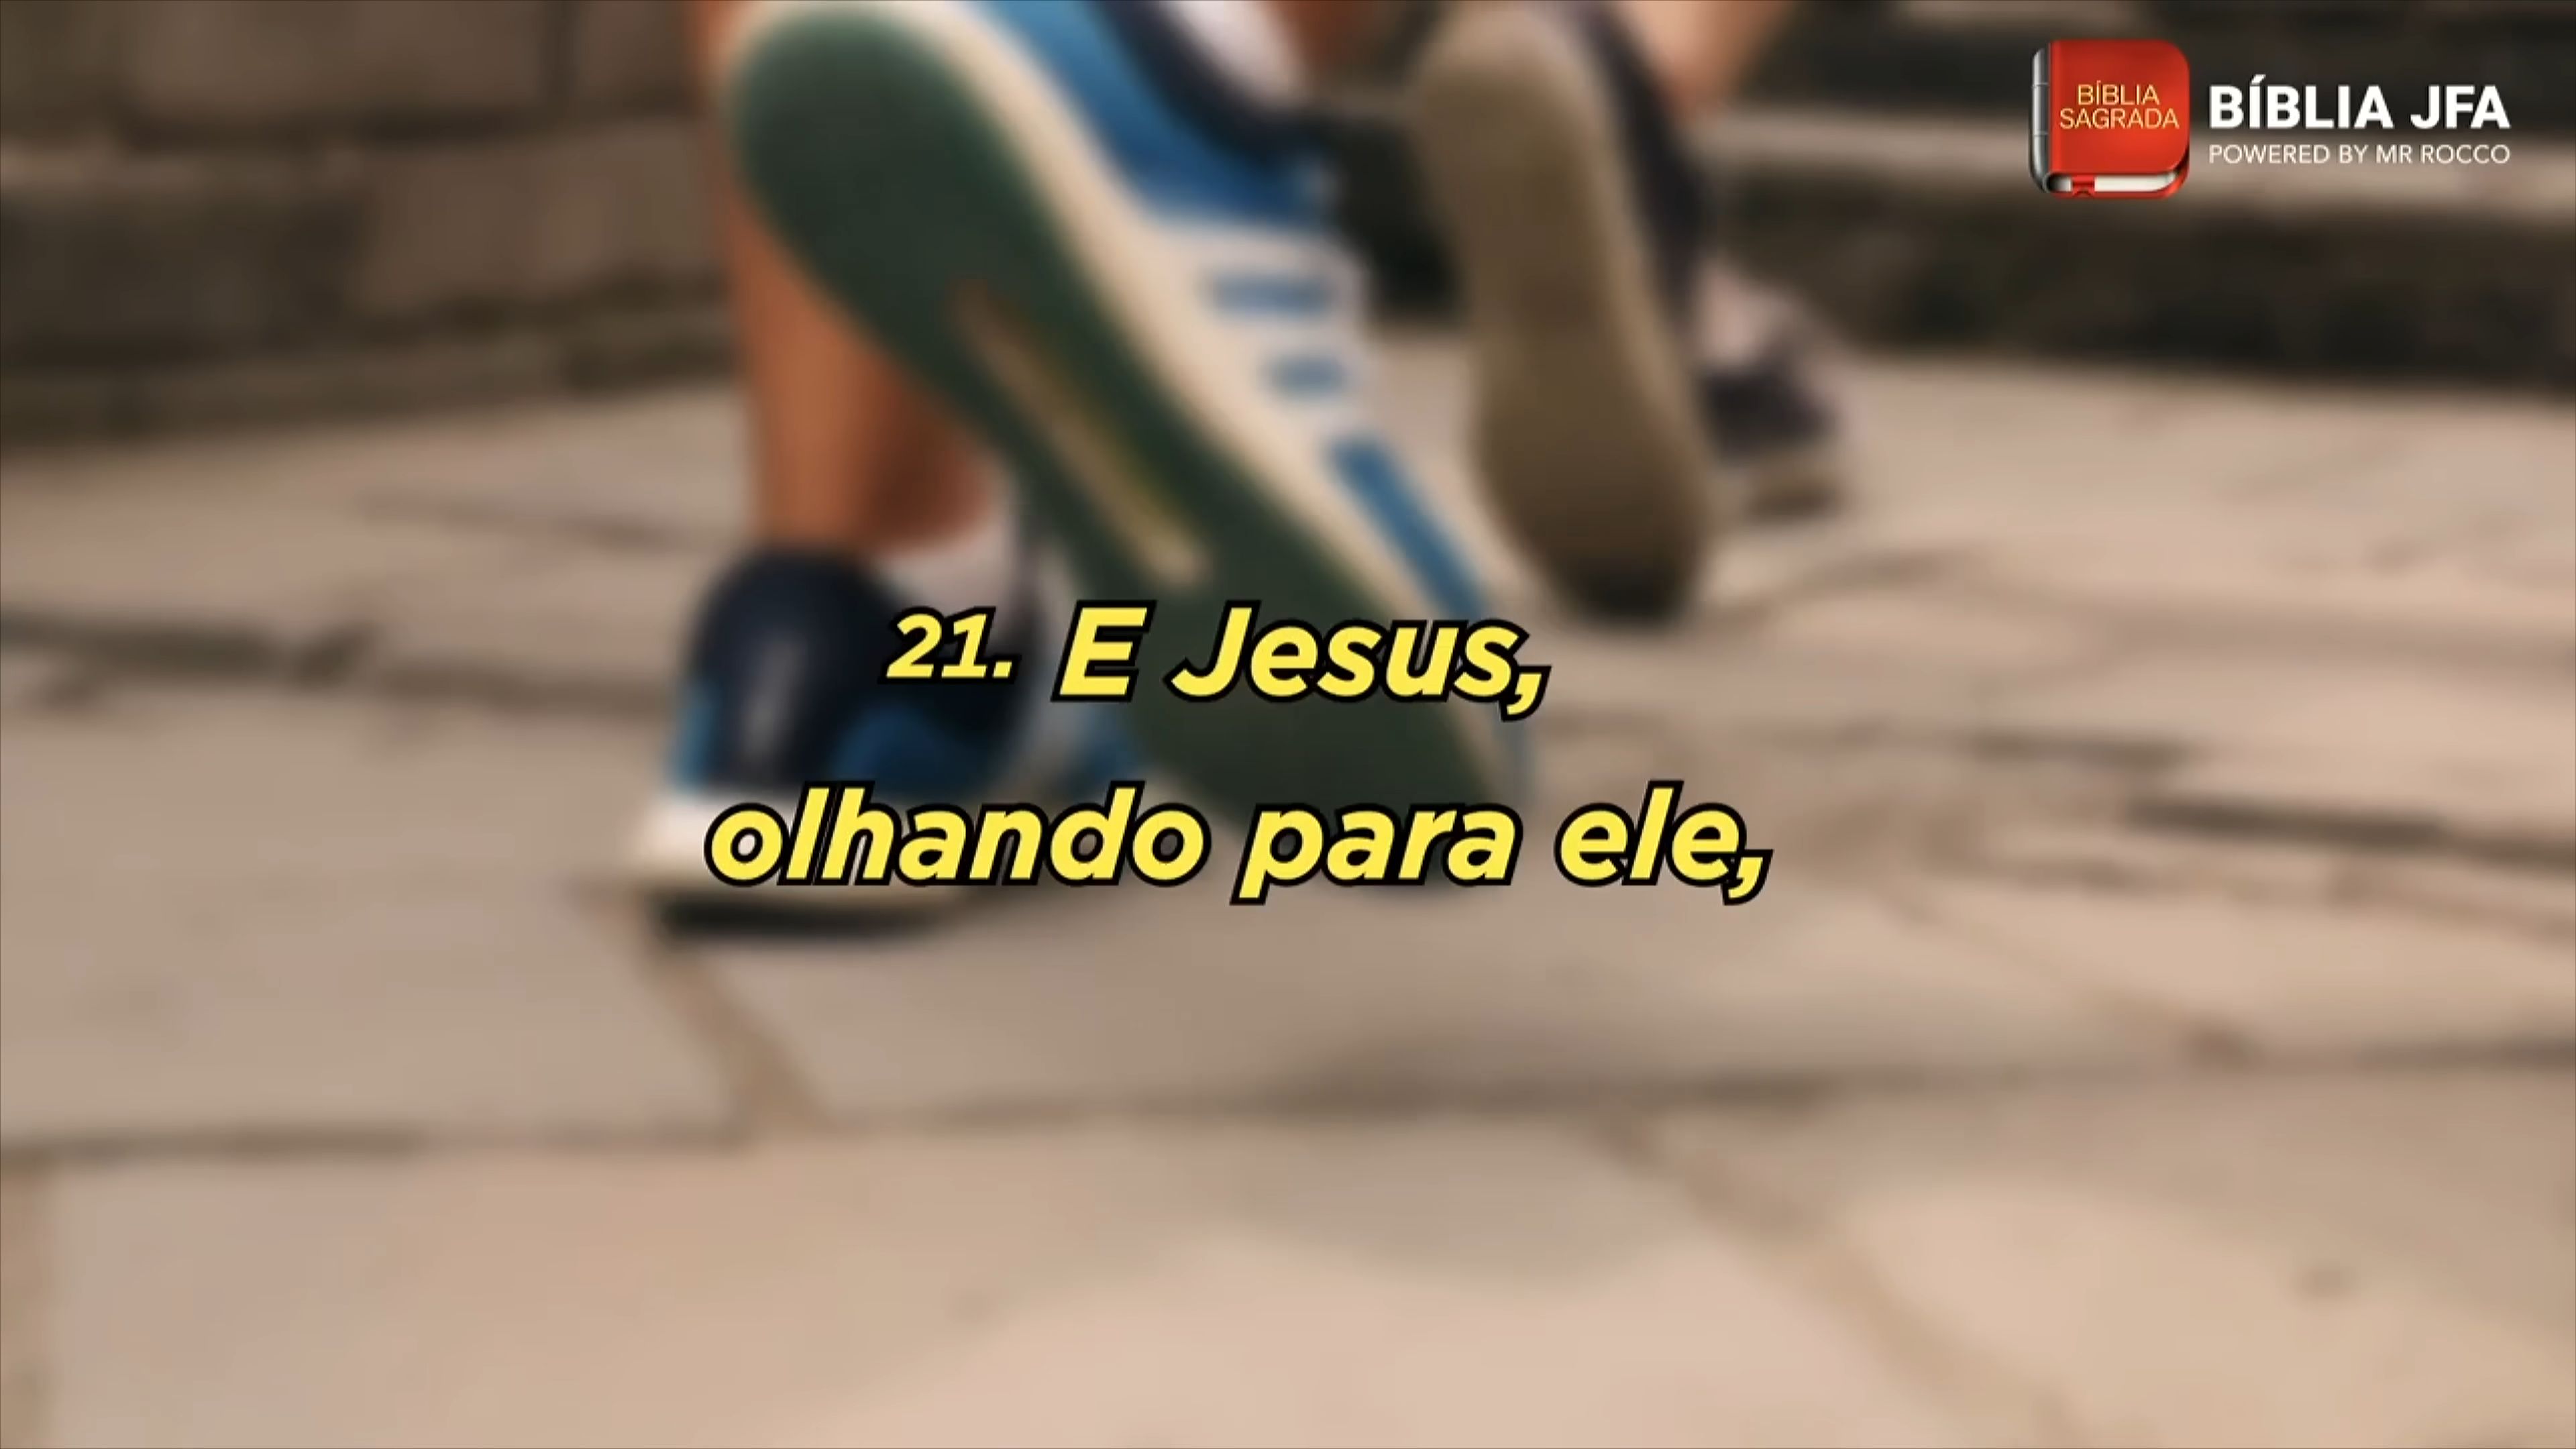 BÍBLIA
SAGRADA
BÍBLIA JFA
POWERED BY MR ROCCO
21. E Jesus,
olhando para ele,